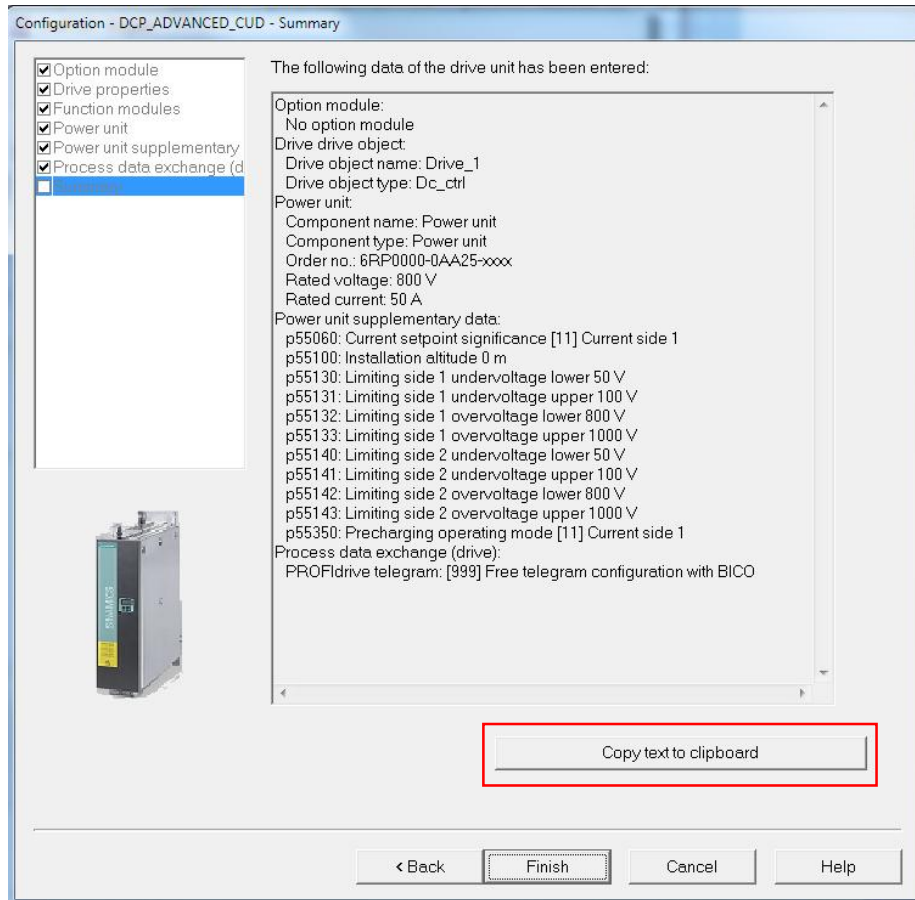 Configuration - DCP_ADVANCED_CUD - Summary
Option module
Drive properties
Function modules
Power unit
Power unit supplementary
Process data exchange (d
Summary
The following data of the drive unit has been entered:
Option module:
No option module
Drive drive object:
Drive object name: Drive_1
Drive object type: Dc_ctrl
Power unit:
Component name: Power unit
Component type: Power unit
Order no.: 6RP0000-0AA25-xxxx
Rated voltage: 800 V
Rated current: 50 A
Power unit supplementary data:
p55060: Current setpoint significance [11] Current side 1
p55100: Installation altitude 0 m
p55130: Limiting side 1 undervoltage lower 50 V
p55131: Limiting side 1 undervoltage upper 100 V
p55132: Limiting side 1 overvoltage lower 800 V
p55133: Limiting side 1 overvoltage upper 1000 V
p55140: Limiting side 2 undervoltage lower 50 V
p55141: Limiting side 2 undervoltage upper 100 V
p55142: Limiting side 2 overvoltage lower 800 V
p55143: Limiting side 2 overvoltage upper 1000 V
p55350: Precharging operating mode [11] Current side 1
Process data exchange (drive):
PROFIdrive telegram: [999] Free telegram configuration with BICO
SINAMICS
Copy text to clipboard
< Back
Finish
Cancel
Help